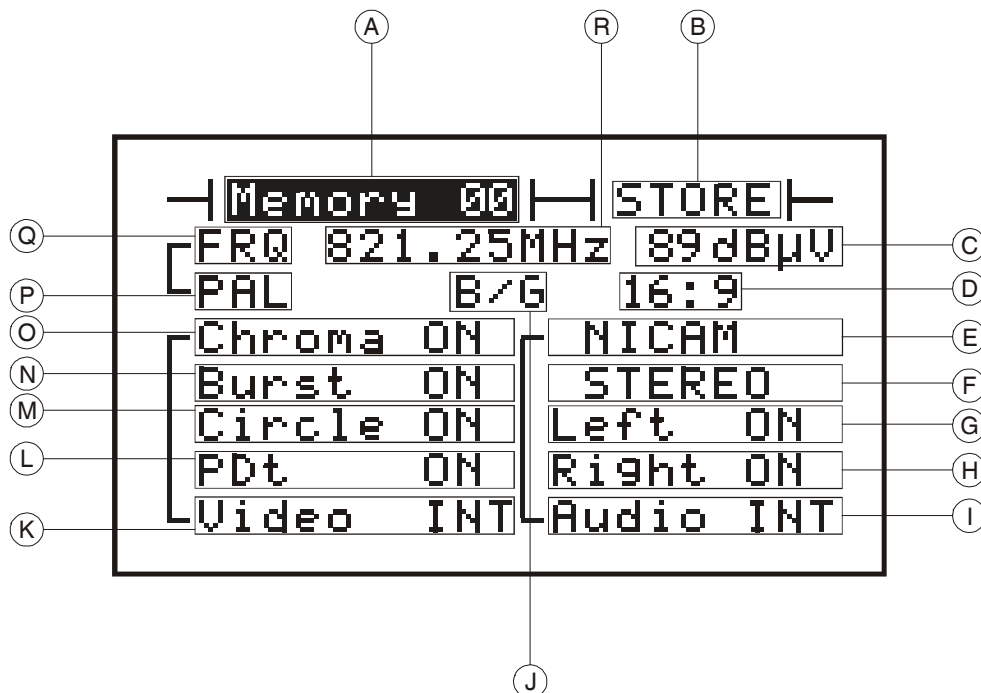 A R B
Memory 00 STORE
Q FRQ 821.25MHz 89dBµV C
P PAL B/G 16:9 D
O Chroma ON NICAM E
N Burst ON STEREO F
M Circle ON Left ON G
L PDt ON Right ON H
K Video INT Audio INT I
J